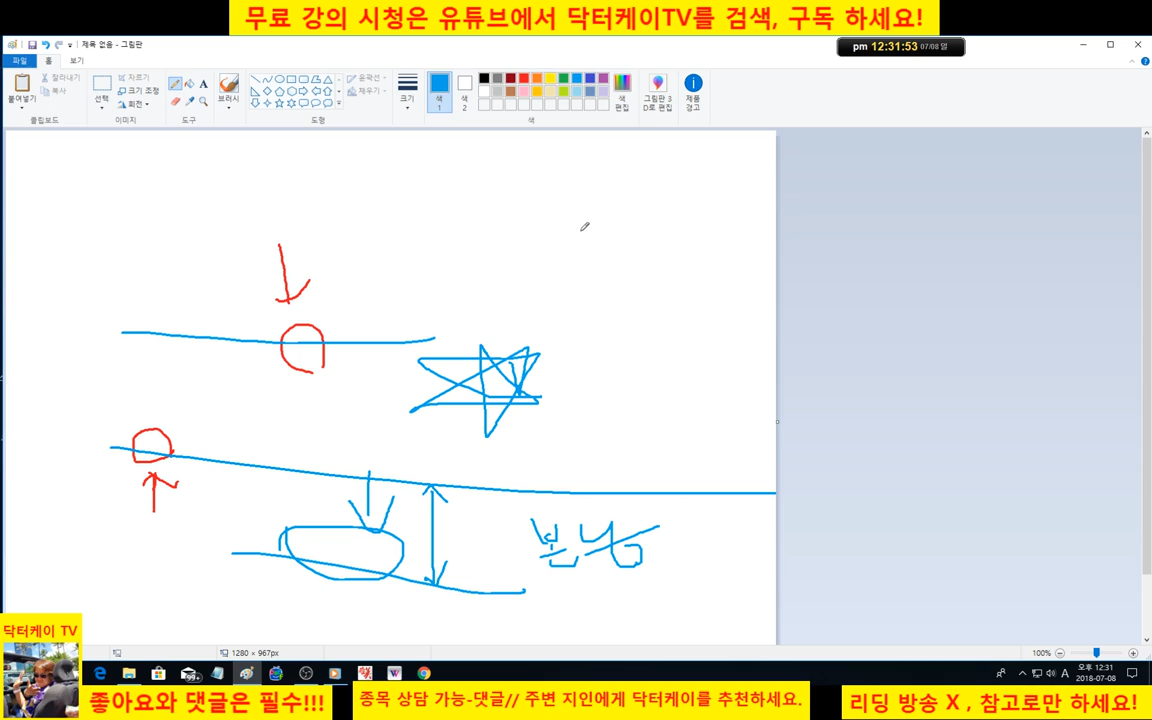 무료 강의 시청은 유튜브에서 닥터케이TV를 검색, 구독 하세요!
제목 없음 - 그림판
pm 12:31:53 07/08 일
파일 홈 보기
붙여넣기
잘라내기
복사
클립보드
선택
자르기
크기 조정
회전
이미지
A
도구
브러시
윤곽선
채우기
도형
크기
색 1
색 2
색
색 편집
그림판 3D로 편집
제품 경고
닥터케이 TV
1280 × 967px
100%
99+
W
A
오후 12:31
2018-07-08
좋아요와 댓글은 필수!!!
종목 상담 가능-댓글// 주변 지인에게 닥터케이를 추천하세요.
리딩 방송 X , 참고로만 하세요!